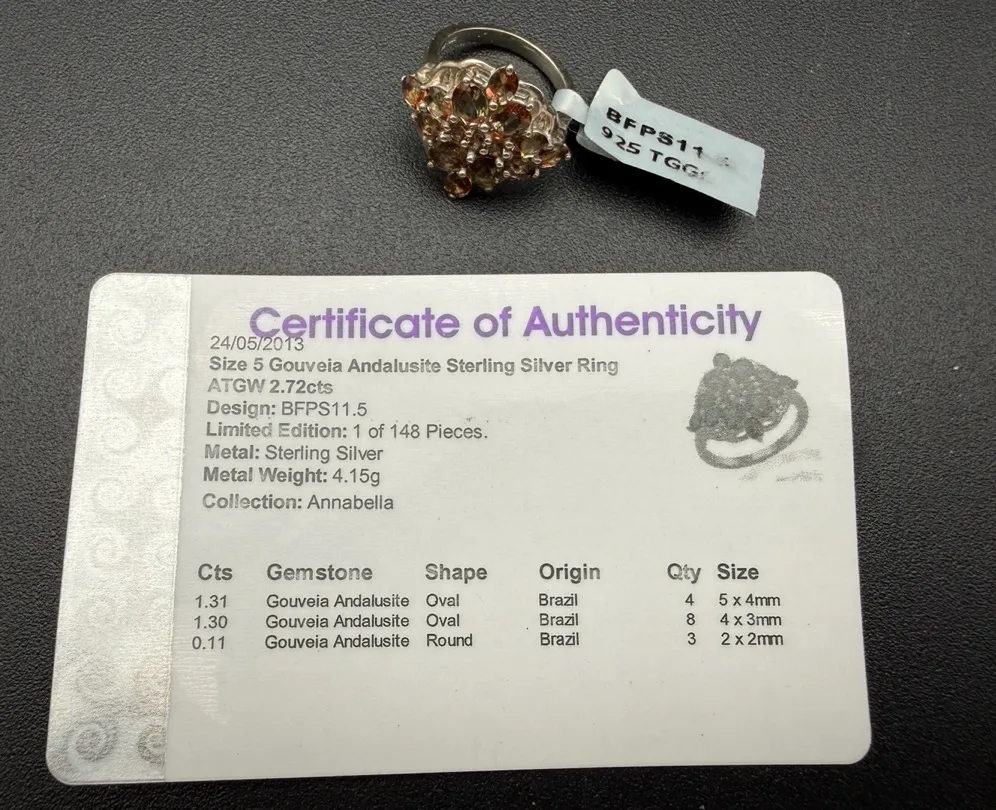 BFPS11
925 TGG
Certificate of Authenticity
24/05/2013
Size 5 Gouveia Andalusite Sterling Silver Ring
ATGW 2.72cts
Design: BFPS11.5
Limited Edition: 1 of 148 Pieces.
Metal: Sterling Silver
Metal Weight: 4.15g
Collection: Annabella
Cts Gemstone Shape Origin Qty Size
1.31 Gouveia Andalusite Oval Brazil 4 5 x 4mm
1.30 Gouveia Andalusite Oval Brazil 8 4 x 3mm
0.11 Gouveia Andalusite Round Brazil 3 2 x 2mm